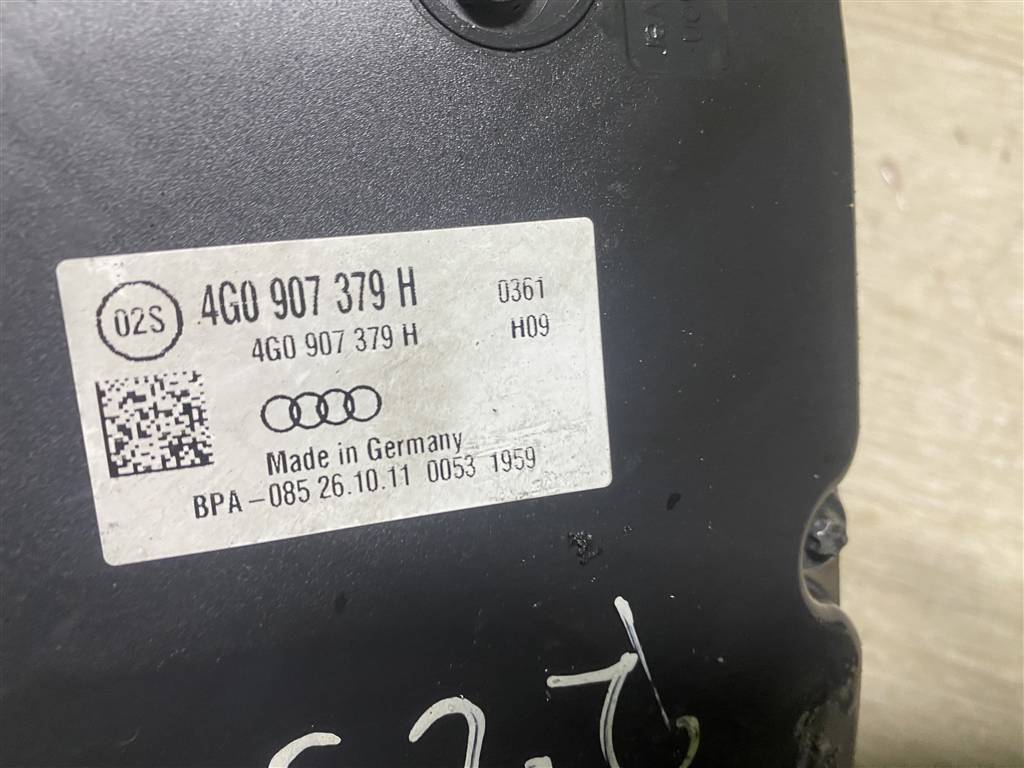 02S
4G0 907 379 H 0361
4G0 907 379 H H09
Made in Germany
BPA - 085 26.10.11 0053 1959